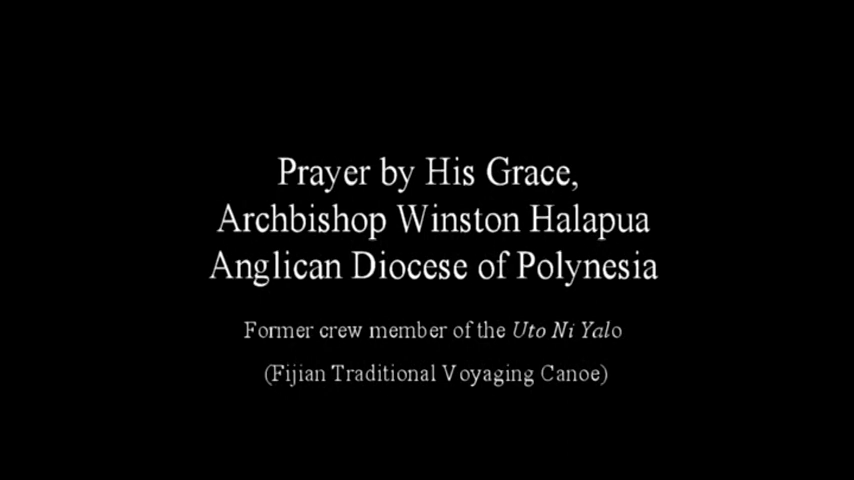 Prayer by His Grace,
Archbishop Winston Halapua
Anglican Diocese of Polynesia
Former crew member of the Uto Ni Yalo
(Fijian Traditional Voyaging Canoe)